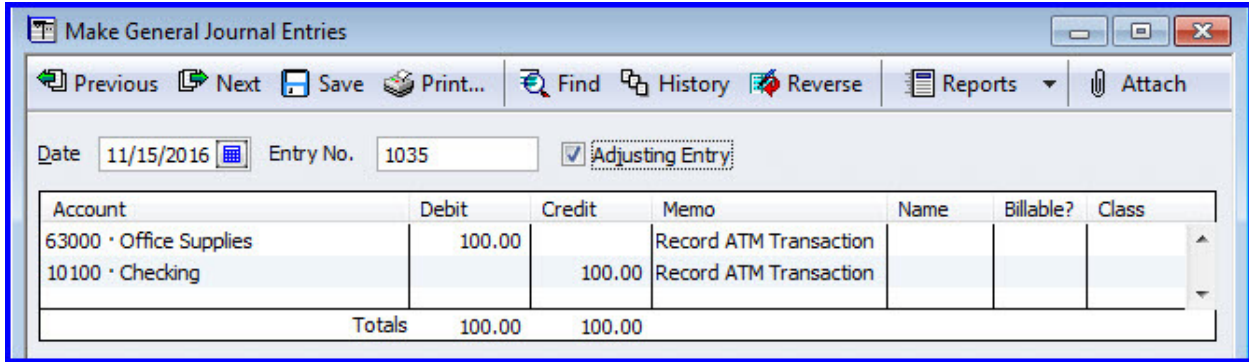 Make General Journal Entries
Previous Next Save Print... Find History Reverse Reports Attach
Date 11/15/2016 Entry No. 1035 Adjusting Entry
Account Debit Credit Memo Name Billable? Class
63000 · Office Supplies 100.00 Record ATM Transaction
10100 · Checking 100.00 Record ATM Transaction
Totals 100.00 100.00